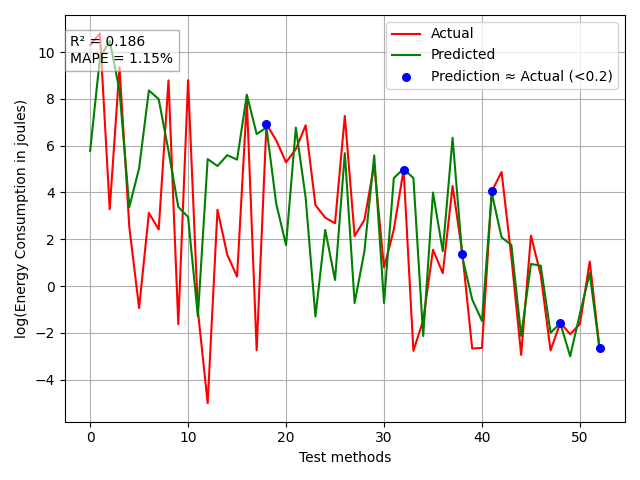 R² = 0.186
MAPE = 1.15%
Actual
Predicted
Prediction ≈ Actual (<0.2)
log(Energy Consumption in joules)
10
8
6
4
2
0
−2
−4
0
10
20
30
40
50
Test methods